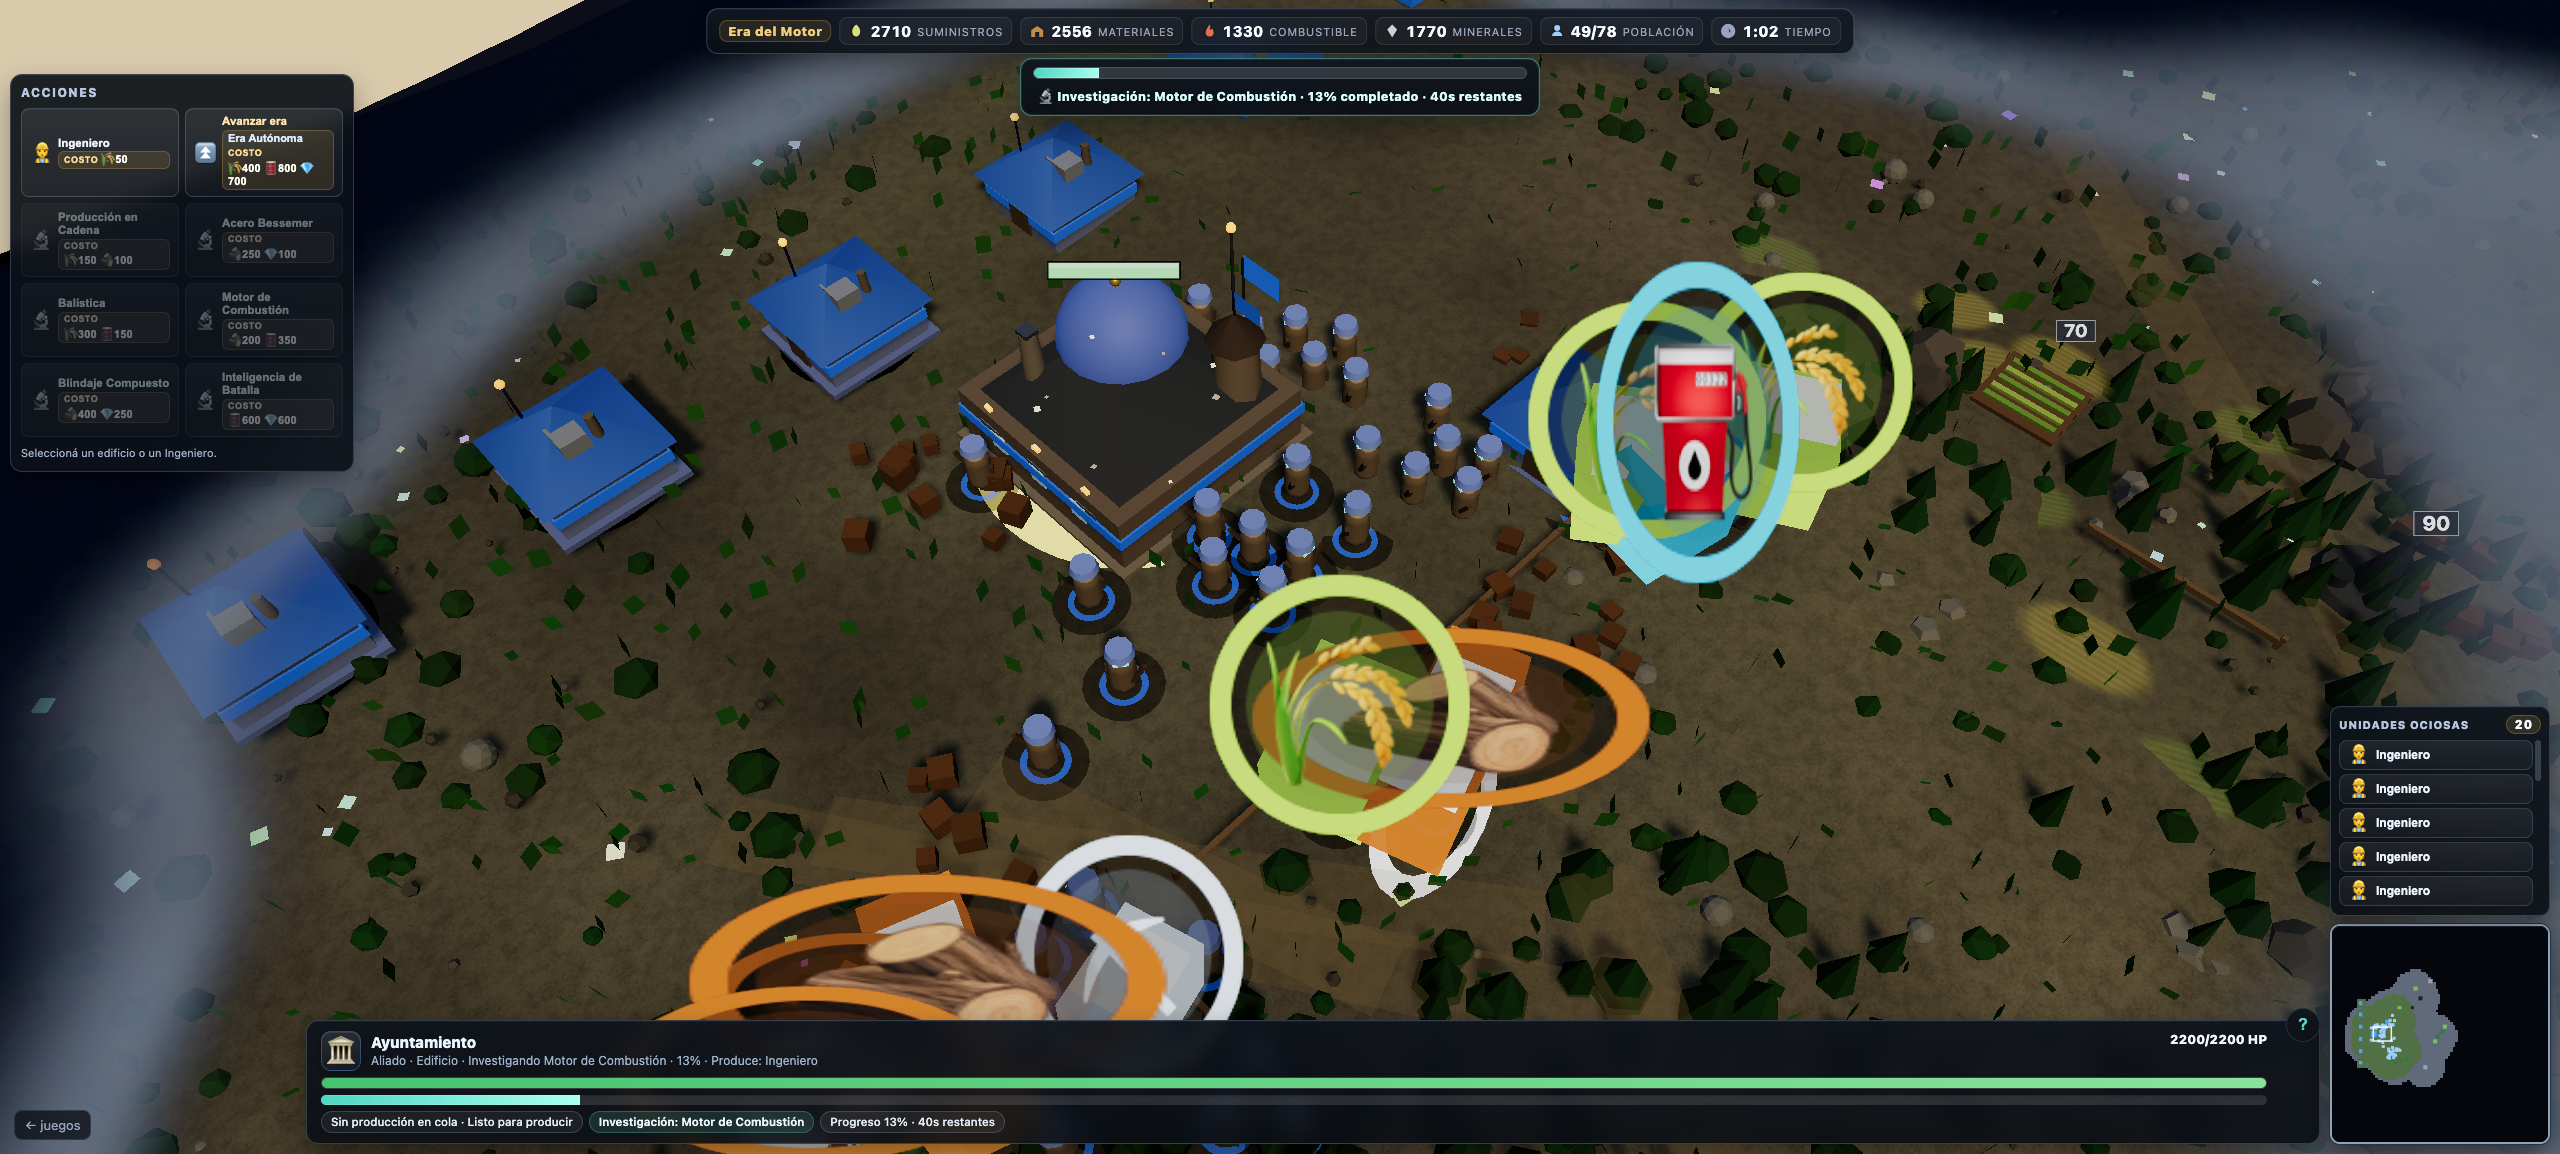 Era del Motor
2710 SUMINISTROS
2556 MATERIALES
1330 COMBUSTIBLE
1770 MINERALES
49/78 POBLACIÓN
1:02 TIEMPO
Investigación: Motor de Combustión · 13% completado · 40s restantes
ACCIONES
Ingeniero
COSTO 50
Avanzar era
Era Autónoma
COSTO
400 800
700
Producción en
Cadena
COSTO
150 100
Acero Bessemer
COSTO
250 100
Balística
COSTO
300 150
Motor de
Combustión
COSTO
200 350
Blindaje Compuesto
COSTO
400 250
Inteligencia de
Batalla
COSTO
600 600
Seleccioná un edificio o un Ingeniero.
70
90
UNIDADES OCIOSAS 20
Ingeniero
Ingeniero
Ingeniero
Ingeniero
Ingeniero
?
Ayuntamiento
2200/2200 HP
Aliado · Edificio · Investigando Motor de Combustión · 13% · Produce: Ingeniero
Sin producción en cola · Listo para producir
Investigación: Motor de Combustión
Progreso 13% · 40s restantes
← juegos